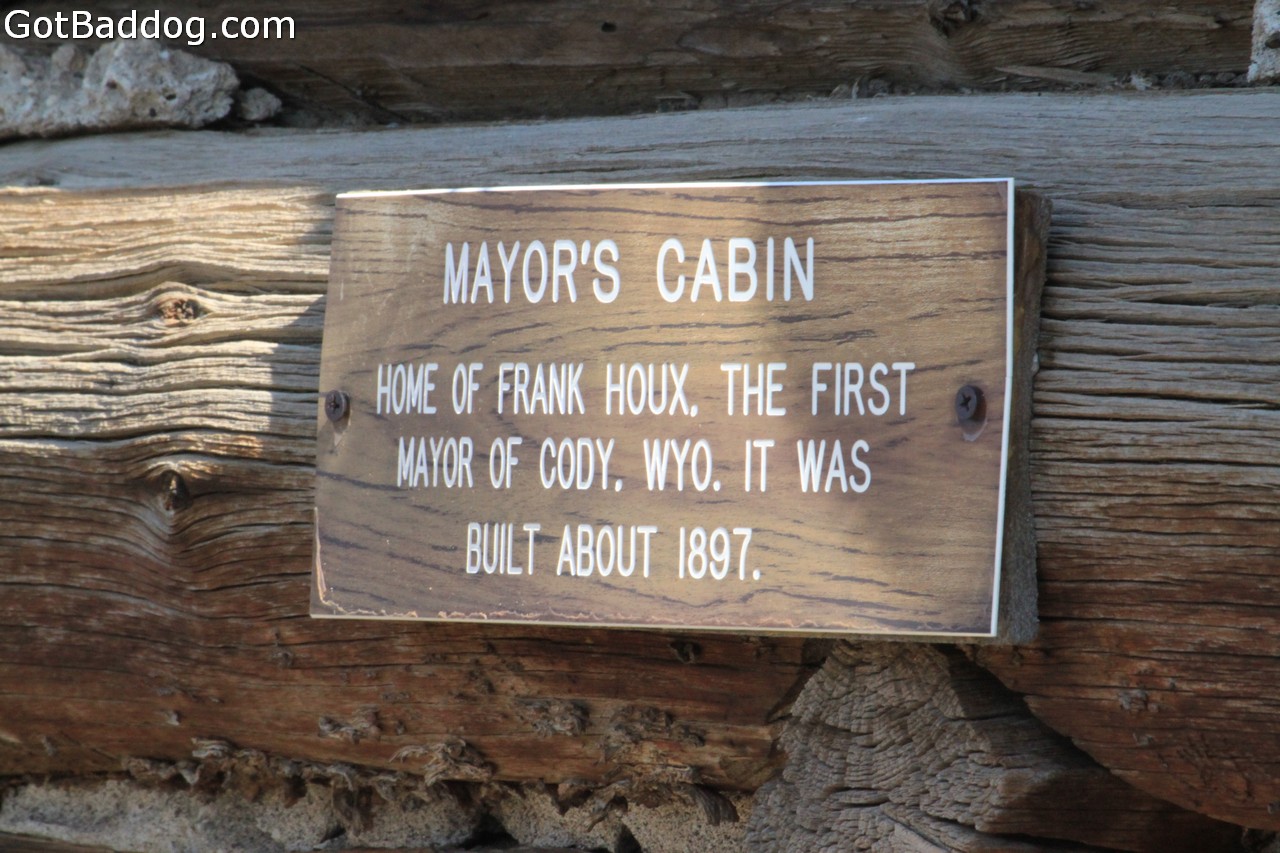 GotBaddog.com
MAYOR'S CABIN
HOME OF FRANK HOUX, THE FIRST
MAYOR OF CODY, WYO. IT WAS
BUILT ABOUT 1897.